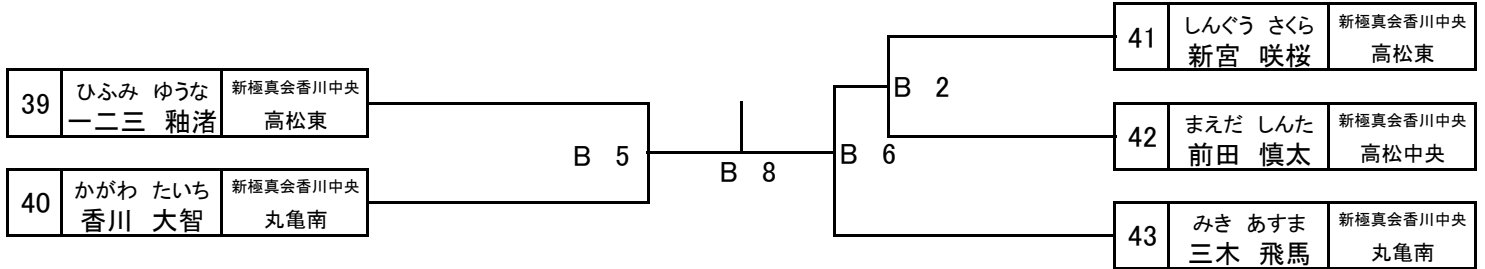 39
ひふみ ゆうな
一二三 釉渚
新極真会香川中央
高松東
40
かがわ たいち
香川 大智
新極真会香川中央
丸亀南
B 5
B 8
B 6
B 2
41
しんぐう さくら
新宮 咲桜
新極真会香川中央
高松東
42
まえだ しんた
前田 慎太
新極真会香川中央
高松中央
43
みき あすま
三木 飛馬
新極真会香川中央
丸亀南